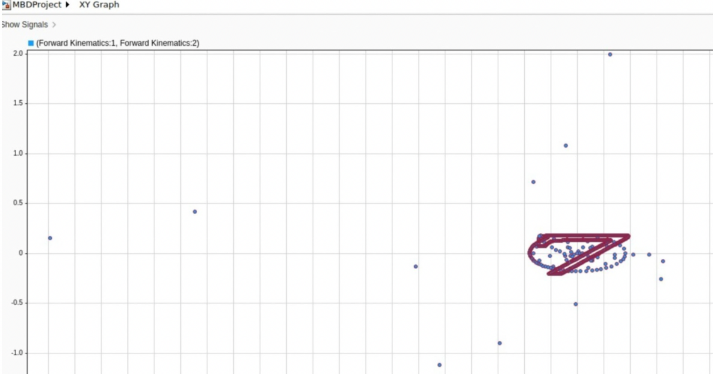 MBDProject ▶ XY Graph
Show Signals >
(Forward Kinematics:1, Forward Kinematics:2)
2.0
1.5
1.0
0.5
0
-0.5
-1.0